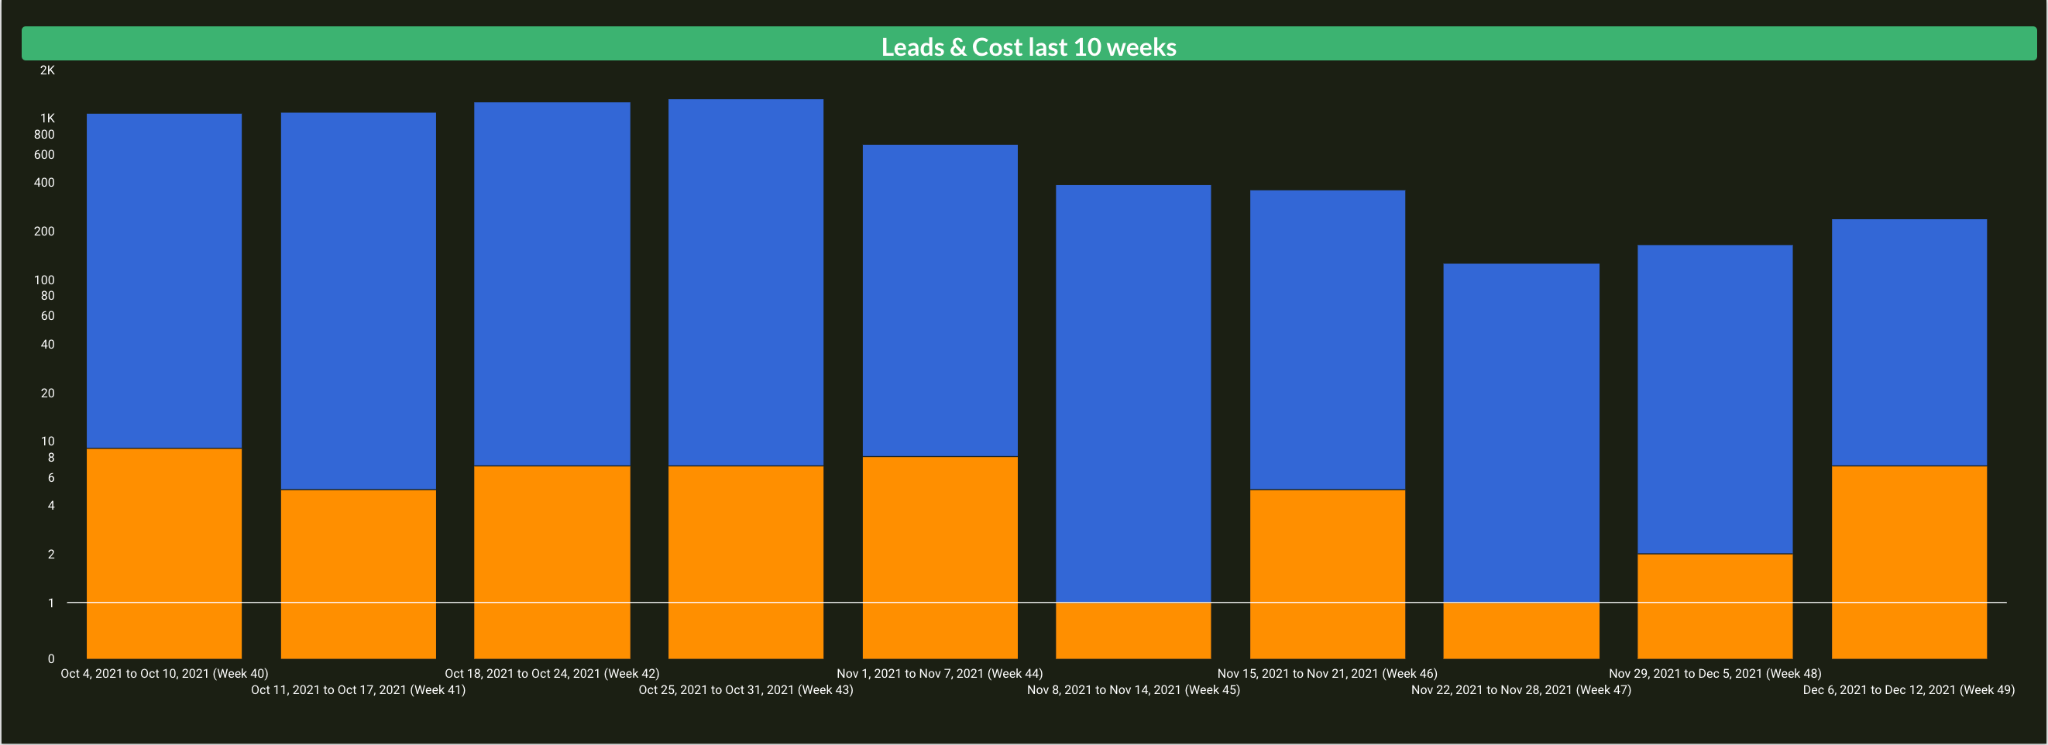 Leads & Cost last 10 weeks
2K
1K
800
600
400
200
100
80
60
40
20
10
8
6
4
2
1
0
Oct 4, 2021 to Oct 10, 2021 (Week 40)
Oct 11, 2021 to Oct 17, 2021 (Week 41)
Oct 18, 2021 to Oct 24, 2021 (Week 42)
Oct 25, 2021 to Oct 31, 2021 (Week 43)
Nov 1, 2021 to Nov 7, 2021 (Week 44)
Nov 8, 2021 to Nov 14, 2021 (Week 45)
Nov 15, 2021 to Nov 21, 2021 (Week 46)
Nov 22, 2021 to Nov 28, 2021 (Week 47)
Nov 29, 2021 to Dec 5, 2021 (Week 48)
Dec 6, 2021 to Dec 12, 2021 (Week 49)